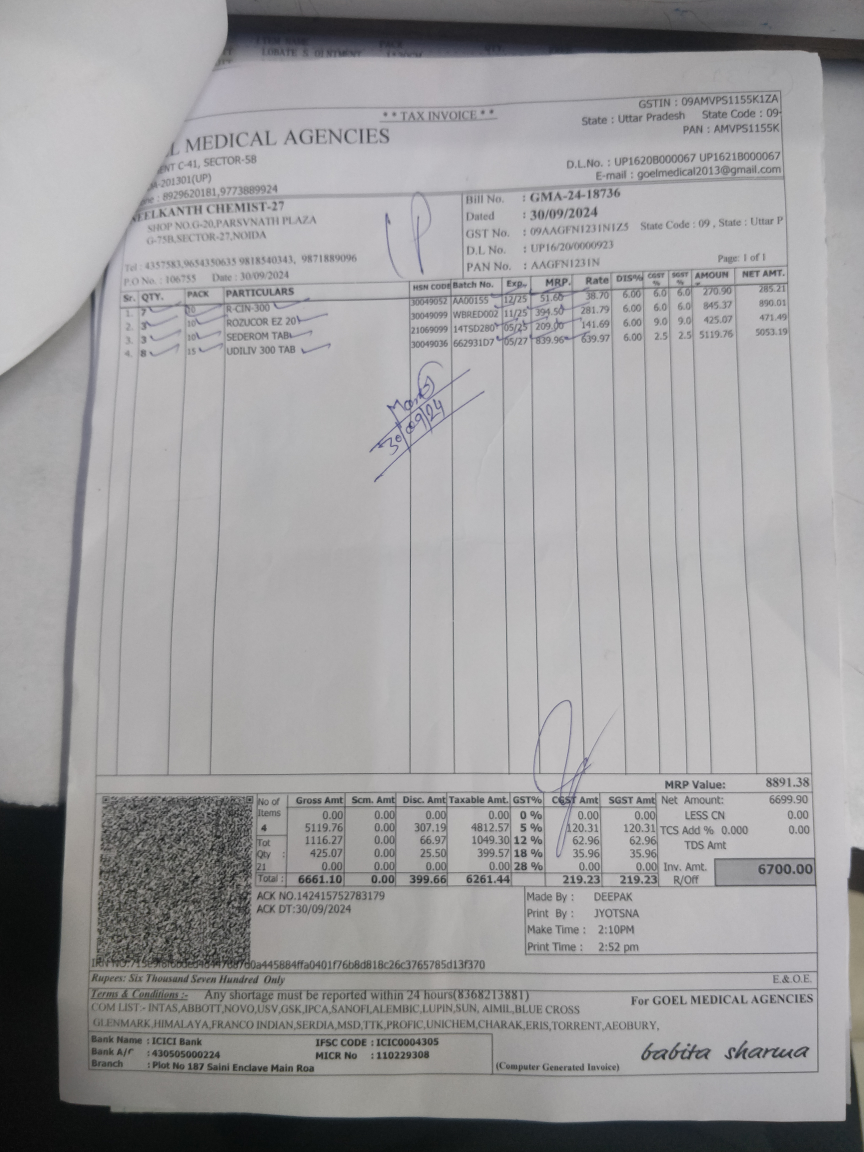 ** TAX INVOICE **
GSTIN : 09AMVPS1155K1ZA
State : Uttar Pradesh State Code : 09-
PAN : AMVPS1155K
L MEDICAL AGENCIES
ENT C-41, SECTOR-58
-201301(UP)
: 8929620181,9773889924
D.L.No. : UP1620B000067 UP1621B000067
E-mail : goelmedical2013@gmail.com
EELKANTH CHEMIST-27
SHOP NO.G-20,PARSVNATH PLAZA
G-75B,SECTOR-27,NOIDA
Tel : 4357583,9654350635 9818540343, 9871889096
P.O No. : 106755 Date : 30/09/2024
Bill No. : GMA-24-18736
Dated : 30/09/2024
GST No. : 09AAGFN1231N1Z5 State Code : 09 , State : Uttar P
D.L No. : UP16/20/0000923
PAN No. : AAGFN1231N Page: 1 of 1
Sr. QTY. PACK PARTICULARS HSN CODE Batch No. Exp. MRP. Rate DIS% CGST % SGST % AMOUN NET AMT.
1. 7 R-CIN-300 30049052 AA00155 12/25 51.60 38.70 6.00 6.0 6.0 270.90 285.21
2. 3 10 ROZUCOR EZ 20 30049099 WBRED002 11/25 394.50 281.79 6.00 6.0 6.0 845.37 890.01
3. 3 10 SEDEROM TAB 21069099 14TSD280 05/25 209.00 141.69 6.00 9.0 9.0 425.07 471.49
4. 8 15 UDILIV 300 TAB 30049036 662931D7 05/27 839.96 639.97 6.00 2.5 2.5 5119.76 5053.19
30/09/24
MRP Value: 8891.38
No of Items Gross Amt Scm. Amt Disc. Amt Taxable Amt. GST% CGST Amt SGST Amt Net Amount: 6699.90
0.00 0.00 0.00 0.00 0 % 0.00 0.00 LESS CN 0.00
4 5119.76 0.00 307.19 4812.57 5 % 120.31 120.31 TCS Add % 0.000 0.00
Tot 1116.27 0.00 66.97 1049.30 12 % 62.96 62.96 TDS Amt
Qty : 425.07 0.00 25.50 399.57 18 % 35.96 35.96
21 0.00 0.00 0.00 0.00 28 % 0.00 0.00 Inv. Amt. 6700.00
Total : 6661.10 0.00 399.66 6261.44 219.23 219.23 R/Off
ACK NO.142415752783179
ACK DT:30/09/2024
Made By : DEEPAK
Print By : JYOTSNA
Make Time : 2:10PM
Print Time : 2:52 pm
Rupees: Six Thousand Seven Hundred Only E.& O.E.
Terms & Conditions :- Any shortage must be reported within 24 hours(8368213881)
For GOEL MEDICAL AGENCIES
COM LIST:- INTAS,ABBOTT,NOVO,USV,GSK,IPCA,SANOFI,ALEMBIC,LUPIN,SUN, AIMIL,BLUE CROSS
GLENMARK,HIMALAYA,FRANCO INDIAN,SERDIA,MSD,TTK,PROFIC,UNICHEM,CHARAK,ERIS,TORRENT,AEOBURY,
Bank Name : ICICI Bank IFSC CODE : ICIC0004305
Bank A/c : 430505000224 MICR No : 110229308
Branch : Plot No 187 Saini Enclave Main Roa
(Computer Generated Invoice)
babita sharma